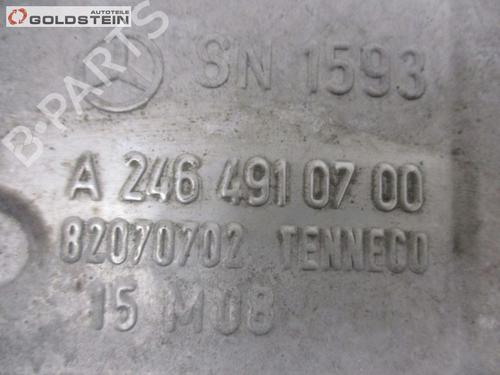 AUTOTEILE
GOLDSTEIN
B-PARTS
SN 1593
A 246 491 07 00
82070702 TENNECO
15 M08